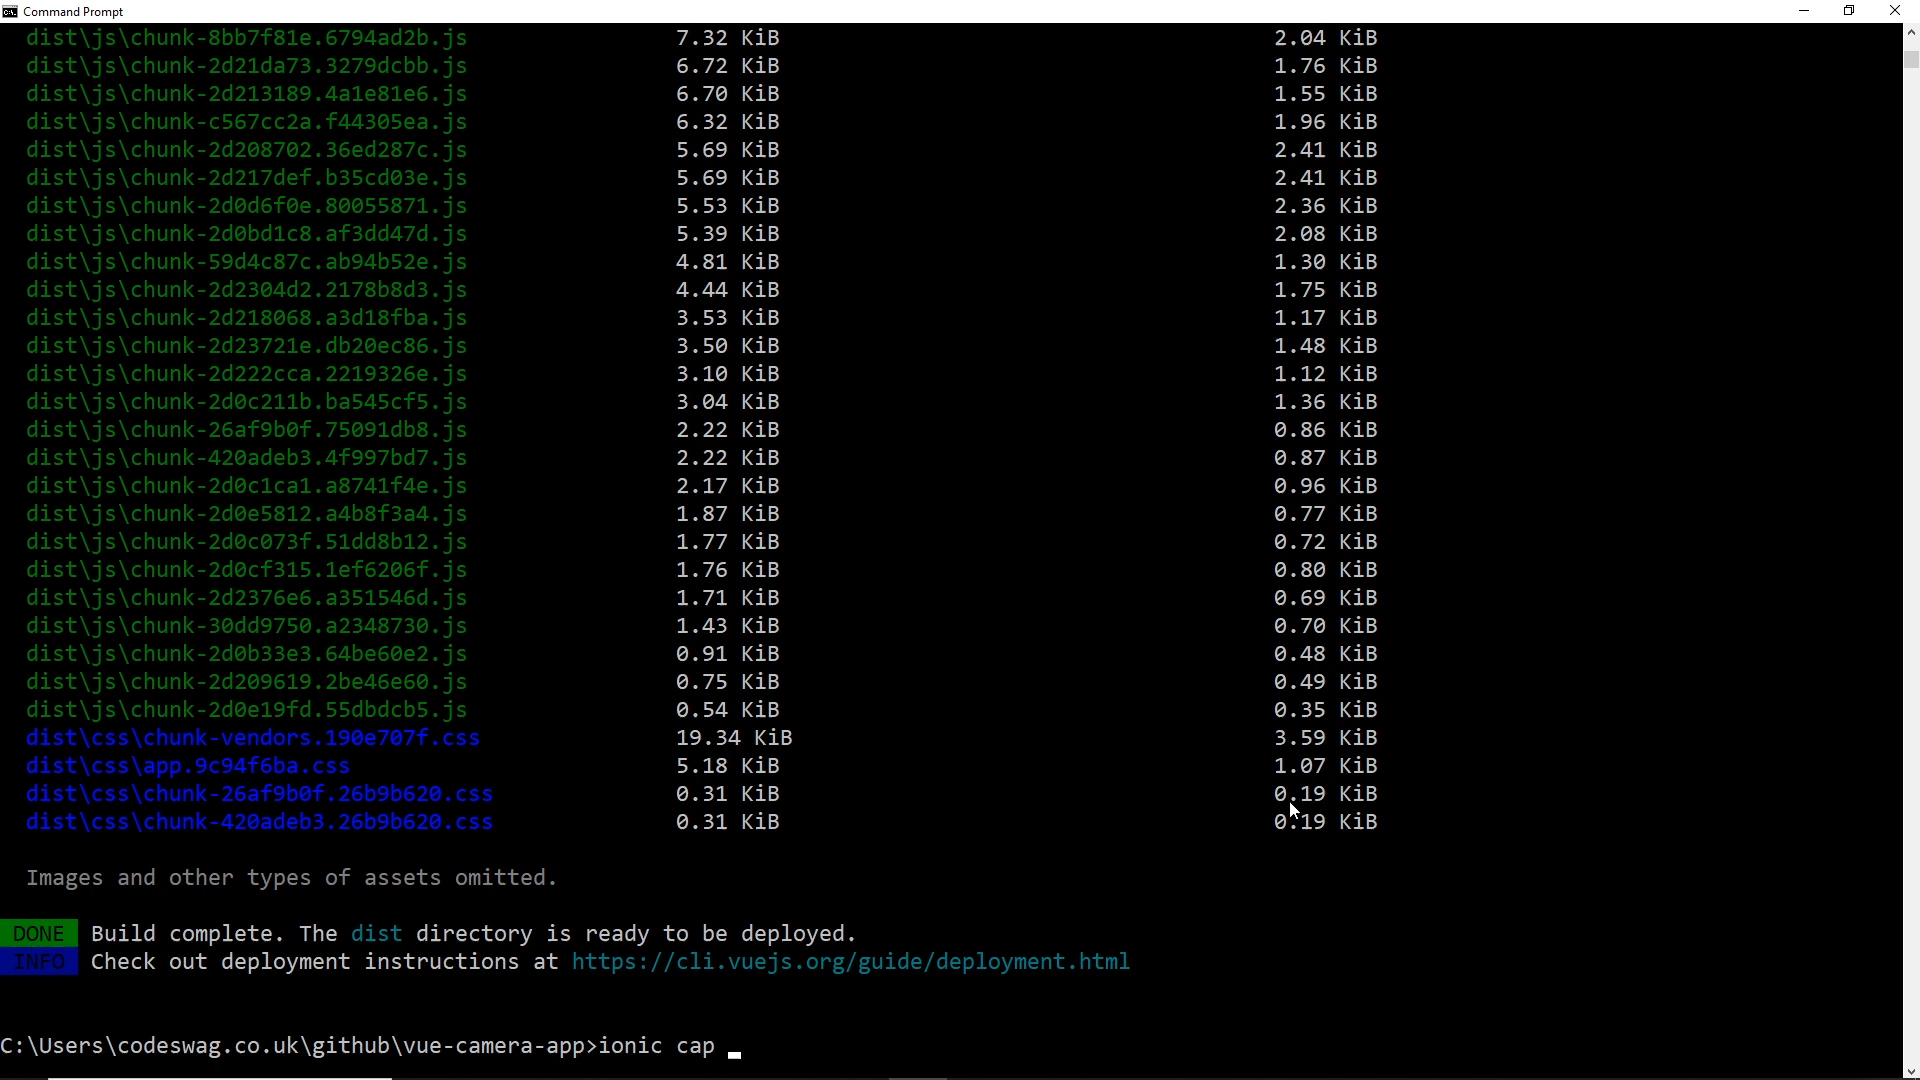 Command Prompt
dist\js\chunk-8bb7f81e.6794ad2b.js 7.32 KiB 2.04 KiB
dist\js\chunk-2d21da73.3279dcbb.js 6.72 KiB 1.76 KiB
dist\js\chunk-2d213189.4a1e81e6.js 6.70 KiB 1.55 KiB
dist\js\chunk-c567cc2a.f44305ea.js 6.32 KiB 1.96 KiB
dist\js\chunk-2d208702.36ed287c.js 5.69 KiB 2.41 KiB
dist\js\chunk-2d217def.b35cd03e.js 5.69 KiB 2.41 KiB
dist\js\chunk-2d0d6f0e.80055871.js 5.53 KiB 2.36 KiB
dist\js\chunk-2d0bd1c8.af3dd47d.js 5.39 KiB 2.08 KiB
dist\js\chunk-59d4c87c.ab94b52e.js 4.81 KiB 1.30 KiB
dist\js\chunk-2d2304d2.2178b8d3.js 4.44 KiB 1.75 KiB
dist\js\chunk-2d218068.a3d18fba.js 3.53 KiB 1.17 KiB
dist\js\chunk-2d23721e.db20ec86.js 3.50 KiB 1.48 KiB
dist\js\chunk-2d222cca.2219326e.js 3.10 KiB 1.12 KiB
dist\js\chunk-2d0c211b.ba545cf5.js 3.04 KiB 1.36 KiB
dist\js\chunk-26af9b0f.75091db8.js 2.22 KiB 0.86 KiB
dist\js\chunk-420adeb3.4f997bd7.js 2.22 KiB 0.87 KiB
dist\js\chunk-2d0c1ca1.a8741f4e.js 2.17 KiB 0.96 KiB
dist\js\chunk-2d0e5812.a4b8f3a4.js 1.87 KiB 0.77 KiB
dist\js\chunk-2d0c073f.51dd8b12.js 1.77 KiB 0.72 KiB
dist\js\chunk-2d0cf315.1ef6206f.js 1.76 KiB 0.80 KiB
dist\js\chunk-2d2376e6.a351546d.js 1.71 KiB 0.69 KiB
dist\js\chunk-30dd9750.a2348730.js 1.43 KiB 0.70 KiB
dist\js\chunk-2d0b33e3.64be60e2.js 0.91 KiB 0.48 KiB
dist\js\chunk-2d209619.2be46e60.js 0.75 KiB 0.49 KiB
dist\js\chunk-2d0e19fd.55dbdcb5.js 0.54 KiB 0.35 KiB
dist\css\chunk-vendors.190e707f.css 19.34 KiB 3.59 KiB
dist\css\app.9c94f6ba.css 5.18 KiB 1.07 KiB
dist\css\chunk-26af9b0f.26b9b620.css 0.31 KiB 0.19 KiB
dist\css\chunk-420adeb3.26b9b620.css 0.31 KiB 0.19 KiB
Images and other types of assets omitted.
DONE Build complete. The dist directory is ready to be deployed.
INFO Check out deployment instructions at https://cli.vuejs.org/guide/deployment.html
C:\Users\codeswag.co.uk\github\vue-camera-app>ionic cap _